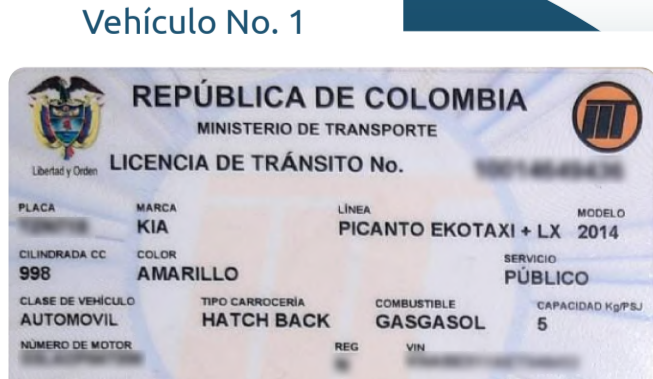 Vehículo No. 1
REPÚBLICA DE COLOMBIA
MINISTERIO DE TRANSPORTE
Libertad y Orden
LICENCIA DE TRÁNSITO No.
PLACA MARCA LÍNEA MODELO
KIA PICANTO EKOTAXI + LX 2014
CILINDRADA CC COLOR SERVICIO
998 AMARILLO PÚBLICO
CLASE DE VEHÍCULO TIPO CARROCERÍA COMBUSTIBLE CAPACIDAD Kg/PSJ
AUTOMOVIL HATCH BACK GASGASOL 5
NÚMERO DE MOTOR REG VIN